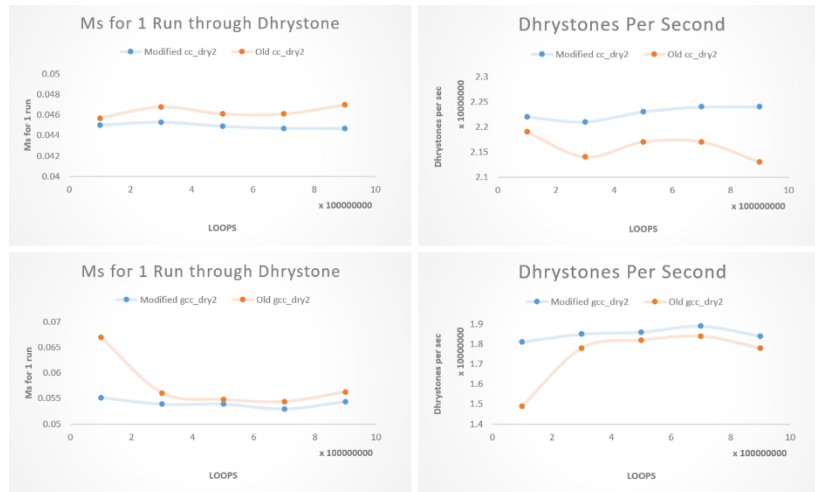 Ms for 1 Run through Dhrystone
Modified cc_dry2 Old cc_dry2
0.05
0.048
0.046
0.044
0.042
0.04
Ms for 1 run
0 2 4 6 8 10
x 100000000
LOOPS
Dhrystones Per Second
Modified cc_dry2 Old cc_dry2
2.3
2.25
2.2
2.15
2.1
Dhrystones per sec
x 10000000
0 2 4 6 8 10
x 100000000
LOOPS
Ms for 1 Run through Dhrystone
Modified gcc_dry2 Old gcc_dry2
0.07
0.065
0.06
0.055
0.05
Ms for 1 run
0 2 4 6 8 10
x 100000000
LOOPS
Dhrystones Per Second
Modified gcc_dry2 Old gcc_dry2
1.9
1.8
1.7
1.6
1.5
1.4
Dhrystones per sec
x 10000000
0 2 4 6 8 10
x 100000000
LOOPS